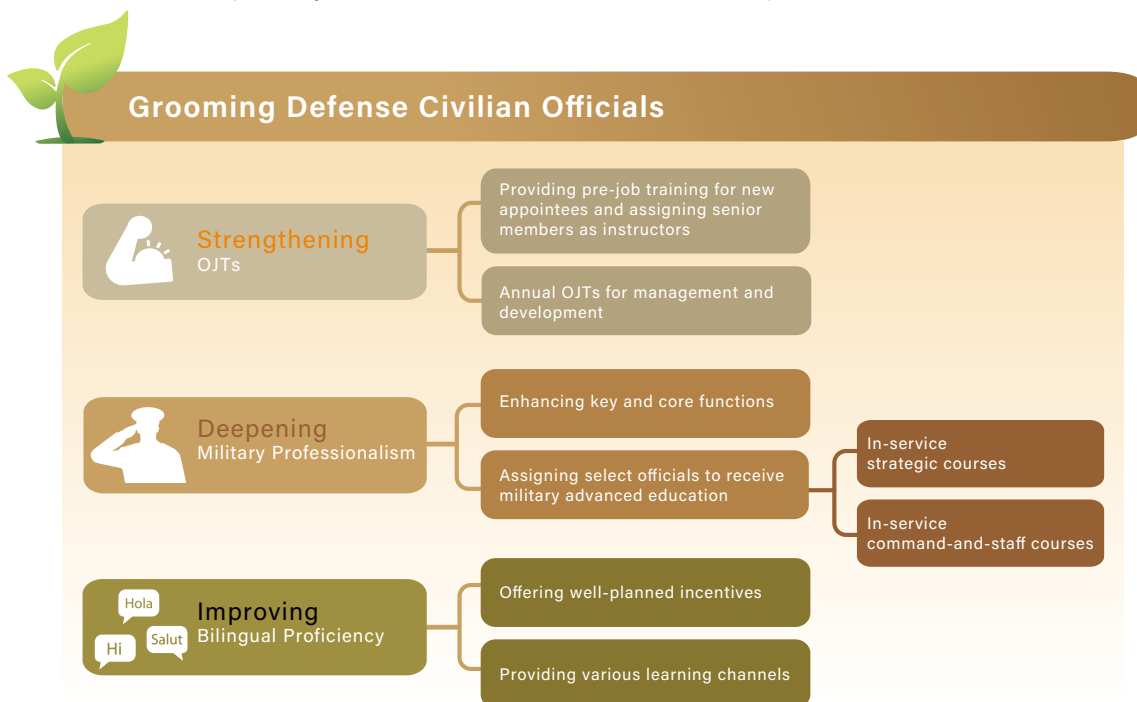 Grooming Defense Civilian Officials
Strengthening
OJTs
Providing pre-job training for new
appointees and assigning senior
members as instructors
Annual OJTs for management and
development
Deepening
Military Professionalism
Enhancing key and core functions
Assigning select officials to receive
military advanced education
In-service
strategic courses
In-service
command-and-staff courses
Hola
Hi
Salut
Improving
Bilingual Proficiency
Offering well-planned incentives
Providing various learning channels